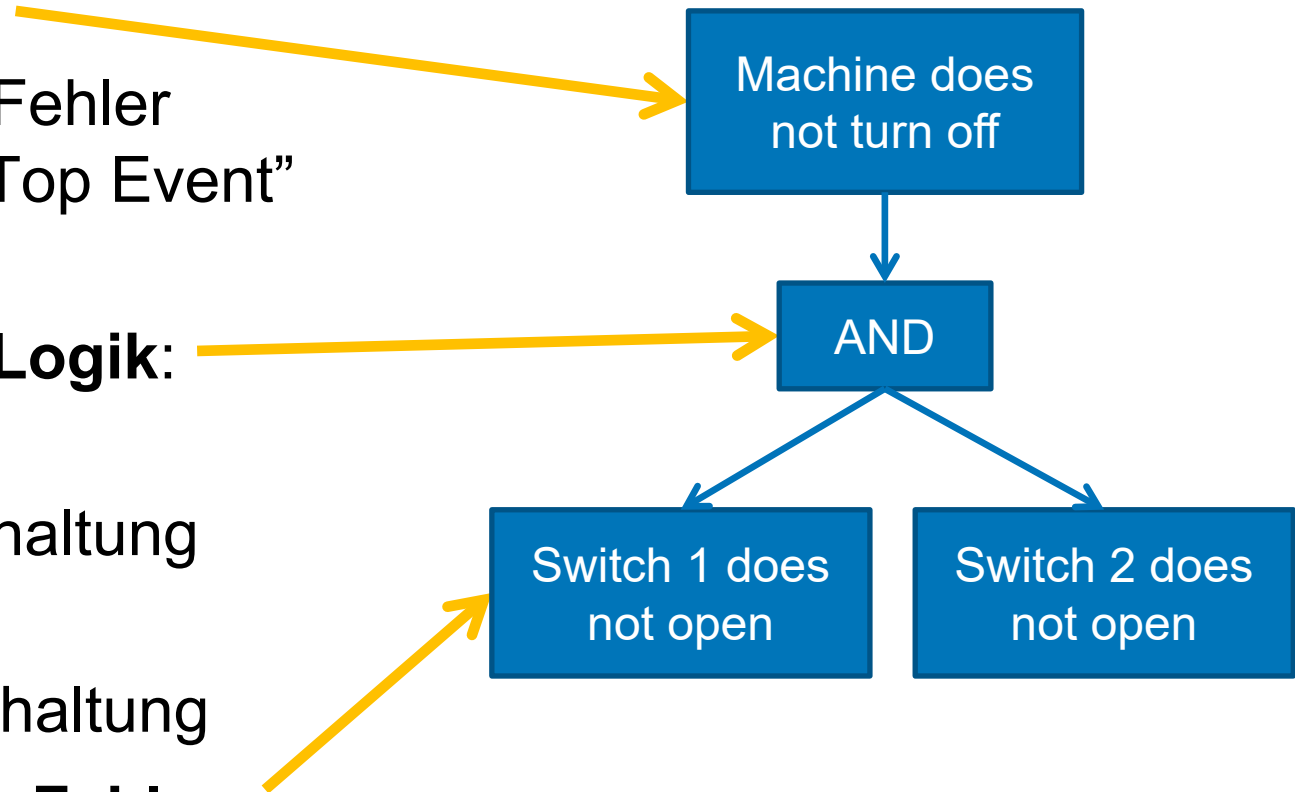 Fehler
Top Event”
Logik:
haltung
haltung
Machine does
not turn off
AND
Switch 1 does
not open
Switch 2 does
not open